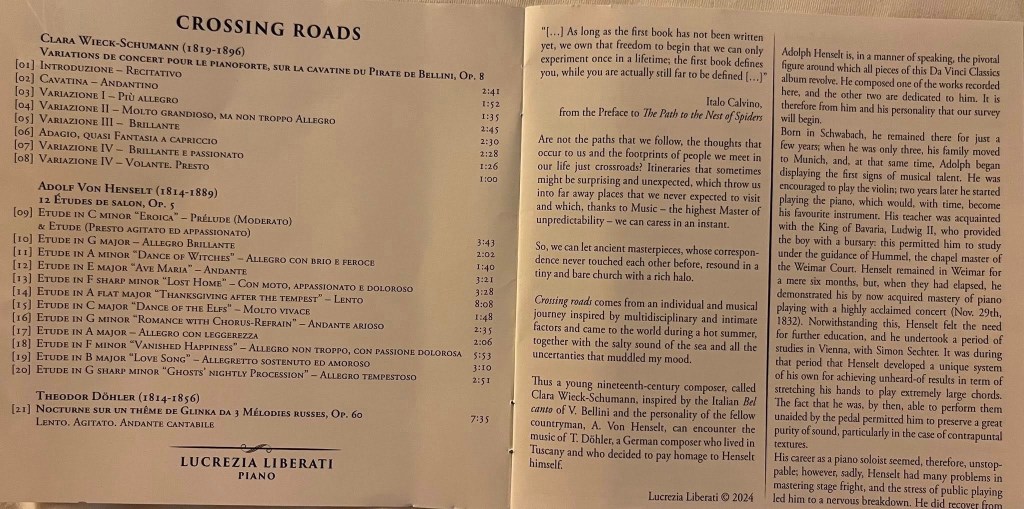 CROSSING ROADS
CLARA WIECK-SCHUMANN (1819-1896)
VARIATIONS DE CONCERT POUR LE PIANOFORTE, SUR LA CAVATINE DU PIRATE DE BELLINI, OP. 8
[01] INTRODUZIONE – RECITATIVO 2:41
[02] CAVATINA – ANDANTINO 1:52
[03] VARIAZIONE I – PIÙ ALLEGRO 1:35
[04] VARIAZIONE II – MOLTO GRANDIOSO, MA NON TROPPO ALLEGRO 2:45
[05] VARIAZIONE III – BRILLANTE 2:30
[06] ADAGIO, QUASI FANTASIA A CAPRICCIO 2:28
[07] VARIAZIONE IV – BRILLANTE E PASSIONATO 1:26
[08] VARIAZIONE IV – VOLANTE. PRESTO 1:00
ADOLF VON HENSELT (1814-1889)
12 ÉTUDES DE SALON, OP. 5
[09] ETUDE IN C MINOR “EROICA” – PRÉLUDE (MODERATO)
& ETUDE (PRESTO AGITATO ED APPASSIONATO) 3:43
[10] ETUDE IN G MAJOR – ALLEGRO BRILLANTE 2:02
[11] ETUDE IN A MINOR “DANCE OF WITCHES” – ALLEGRO CON BRIO E FEROCE 1:40
[12] ETUDE IN E MAJOR “AVE MARIA” – ANDANTE 3:21
[13] ETUDE IN F SHARP MINOR “LOST HOME” – CON MOTO, APPASSIONATO E DOLOROSO 3:28
[14] ETUDE IN A FLAT MAJOR “THANKSGIVING AFTER THE TEMPEST” – LENTO 8:08
[15] ETUDE IN C MAJOR “DANCE OF THE ELFS” – MOLTO VIVACE 1:48
[16] ETUDE IN G MINOR “ROMANCE WITH CHORUS-REFRAIN” – ANDANTE ARIOSO 2:35
[17] ETUDE IN A MAJOR – ALLEGRO CON LEGGEREZZA 2:06
[18] ETUDE IN F MINOR “VANISHED HAPPINESS” – ALLEGRO NON TROPPO, CON PASSIONE DOLOROSA 5:53
[19] ETUDE IN B MAJOR “LOVE SONG” – ALLEGRETTO SOSTENUTO ED AMOROSO 3:10
[20] ETUDE IN G SHARP MINOR “GHOSTS’ NIGHTLY PROCESSION” – ALLEGRO TEMPESTOSO 2:51
THEODOR DÖHLER (1814-1856)
[21] NOCTURNE SUR UN THÊME DE GLINKA DA 3 MÉLODIES RUSSES, OP. 60 7:35
LENTO. AGITATO. ANDANTE CANTABILE
LUCREZIA LIBERATI
PIANO
“[…] As long as the first book has not been written
yet, we own that freedom to begin that we can only
experiment once in a lifetime; the first book defines
you, while you are actually still far to be defined […]”
Italo Calvino,
from the Preface to The Path to the Nest of Spiders
Are not the paths that we follow, the thoughts that
occur to us and the footprints of people we meet in
our life just crossroads? Itineraries that sometimes
might be surprising and unexpected, which throw us
into far away places that we never expected to visit
and which, thanks to Music – the highest Master of
unpredictability – we can caress in an instant.
So, we can let ancient masterpieces, whose correspon-
dence never touched each other before, resound in a
tiny and bare church with a rich halo.
Crossing roads comes from an individual and musical
journey inspired by multidisciplinary and intimate
factors and came to the world during a hot summer,
together with the salty sound of the sea and all the
uncertanties that muddled my mood.
Thus a young nineteenth-century composer, called
Clara Wieck-Schumann, inspired by the Italian Bel
canto of V. Bellini and the personality of the fellow
countryman, A. Von Henselt, can encounter the
music of T. Döhler, a German composer who lived in
Tuscany and who decided to pay homage to Henselt
himself.
Lucrezia Liberati © 2024
Adolph Henselt is, in a manner of speaking, the pivotal
figure around which all pieces of this Da Vinci Classics
album revolve. He composed one of the works recorded
here, and the other two are dedicated to him. It is
therefore from him and his personality that our survey
will begin.
Born in Schwabach, he remained there for just a
few years; when he was only three, his family moved
to Munich, and, at that same time, Adolph began
displaying the first signs of musical talent. He was
encouraged to play the violin; two years later he started
playing the piano, which would, with time, become
his favourite instrument. His teacher was acquainted
with the King of Bavaria, Ludwig II, who provided
the boy with a bursary: this permitted him to study
under the guidance of Hummel, the chapel master of
the Weimar Court. Henselt remained in Weimar for
a mere six months, but, when they had elapsed, he
demonstrated his by now acquired mastery of piano
playing with a highly acclaimed concert (Nov. 29th,
1832). Norwithstanding this, Henselt felt the need
for further education, and he undertook a period of
studies in Vienna, with Simon Sechter. It was during
that period that Henselt developed a unique system
of his own for achieving unheard-of results in term of
stretching his hands to play extremely large chords.
The fact that he was, by then, able to perform them
unaided by the pedal permitted him to preserve a great
purity of sound, particularly in the case of contrapuntal
textures.
His career as a piano soloist seemed, therefore, unstop-
pable; however, sadly, Henselt had many problems in
mastering stage fright, and the stress of public playing
led him to a nervous breakdown. He did recover from